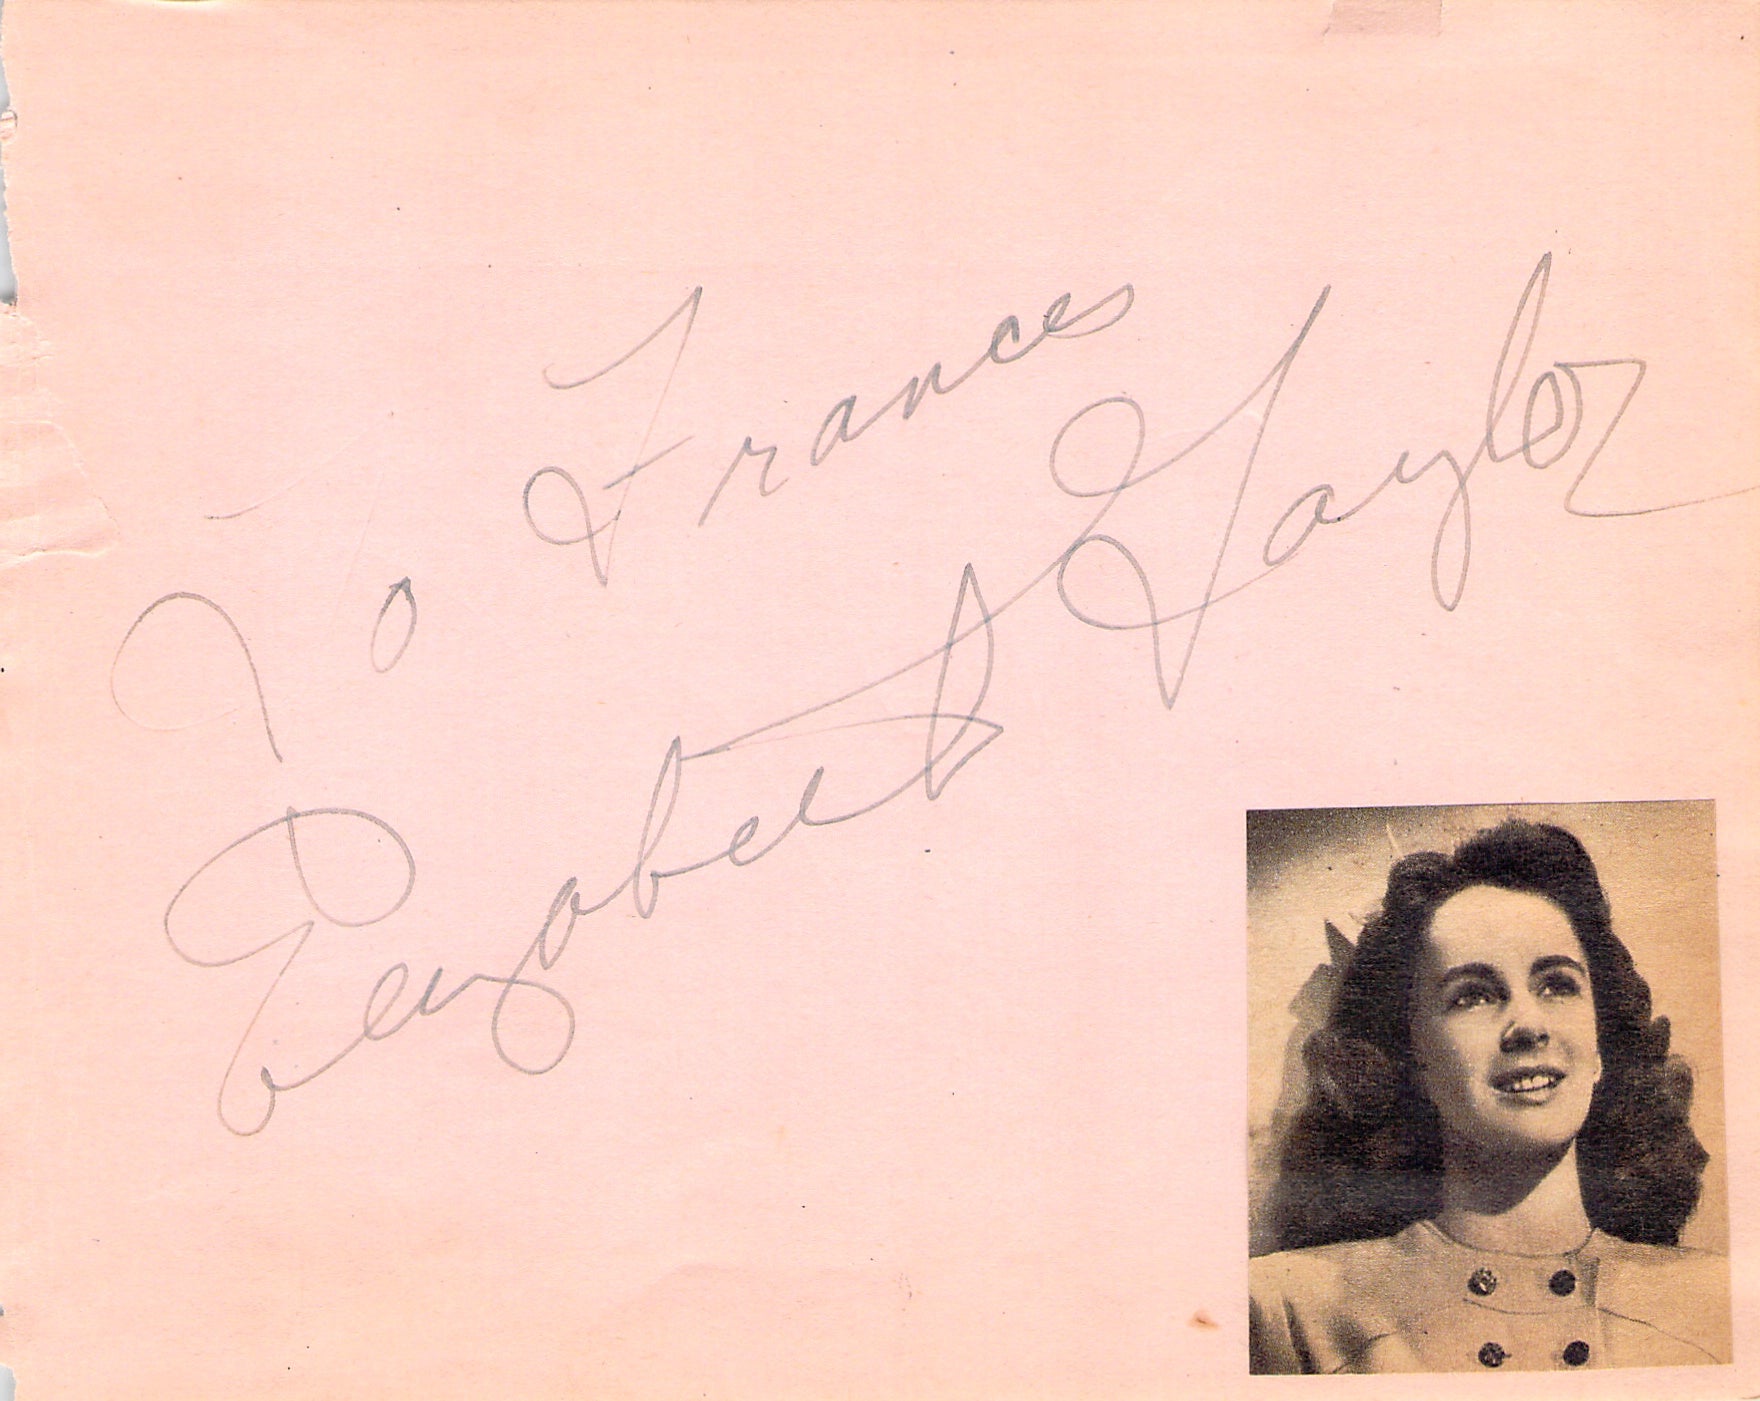 To Frances
Elizabeth Taylor